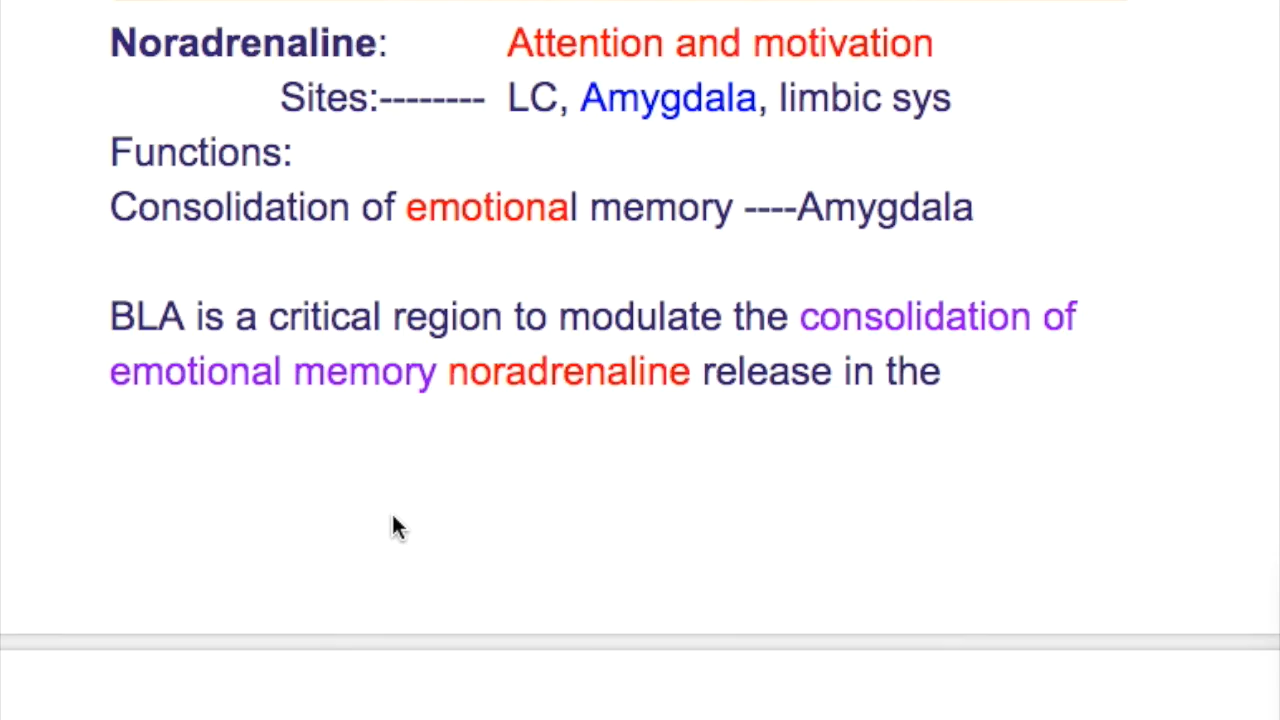 Noradrenaline: Attention and motivation
Sites:-------- LC, Amygdala, limbic sys
Functions:
Consolidation of emotional memory ----Amygdala
BLA is a critical region to modulate the consolidation of
emotional memory noradrenaline release in the